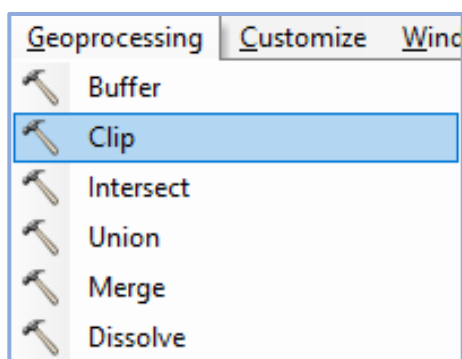 Geoprocessing Customize
Buffer
Clip
Intersect
Union
Merge
Dissolve